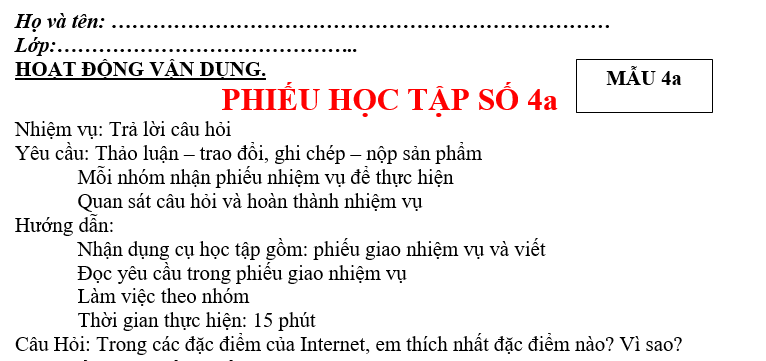 Họ và tên: ……………………………………………………………
Lớp:…………………………………..
HOẠT ĐỘNG VẬN DỤNG.
MẪU 4a
PHIẾU HỌC TẬP SỐ 4a
Nhiệm vụ: Trả lời câu hỏi
Yêu cầu: Thảo luận – trao đổi, ghi chép – nộp sản phẩm
Mỗi nhóm nhận phiếu nhiệm vụ để thực hiện
Quan sát câu hỏi và hoàn thành nhiệm vụ
Hướng dẫn:
Nhận dụng cụ học tập gồm: phiếu giao nhiệm vụ và viết
Đọc yêu cầu trong phiếu giao nhiệm vụ
Làm việc theo nhóm
Thời gian thực hiện: 15 phút
Câu Hỏi: Trong các đặc điểm của Internet, em thích nhất đặc điểm nào? Vì sao?